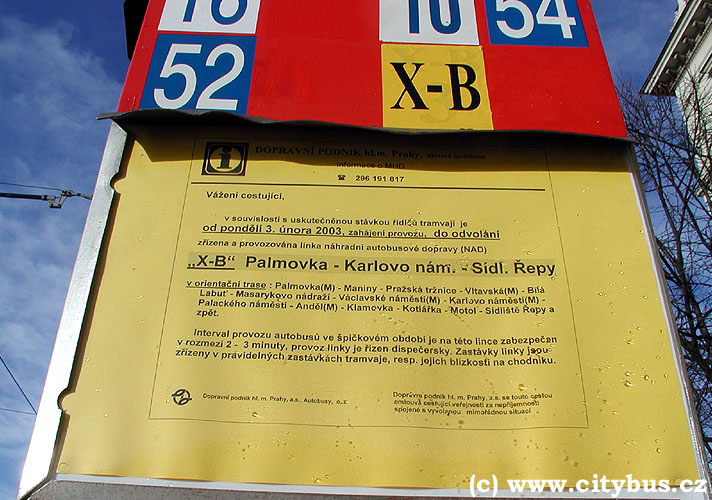 16 10 54
52 X-B
i DOPRAVNÍ PODNIK hl.m. Prahy, akciová společnost
Informace o MHD
☎ 296 191 817
Vážení cestující,
v souvislosti s uskutečněnou stávkou řidičů tramvají je
od pondělí 3. února 2003, zahájení provozu, do odvolání
zřízena a provozována linka náhradní autobusové dopravy (NAD)
„X-B" Palmovka - Karlovo nám. - Sídl. Řepy
v orientační trase : Palmovka(M) - Maniny - Pražská tržnice - Vltavská(M) - Bílá
Labuť - Masarykovo nádraží - Václavské náměstí(M) - Karlovo náměstí(M) -
Palackého náměstí - Anděl(M) - Klamovka - Kotlářka - Motol - Sídliště Řepy a
zpět.
Interval provozu autobusů ve špičkovém období je na této lince zabezpečen
v rozmezí 2 - 3 minuty, provoz linky je řízen dispečersky. Zastávky linky jsou
zřízeny v pravidelných zastávkách tramvaje, resp. jejich blízkosti na chodníku.
Dopravní podnik hl. m. Prahy, a.s., Autobusy, o.z.
Dopravní podnik hl. m. Prahy, a.s. se touto cestou
omlouvá cestující veřejnosti za nepříjemnosti
spojené s vyvolanou mimořádnou situací
(c) www.citybus.cz